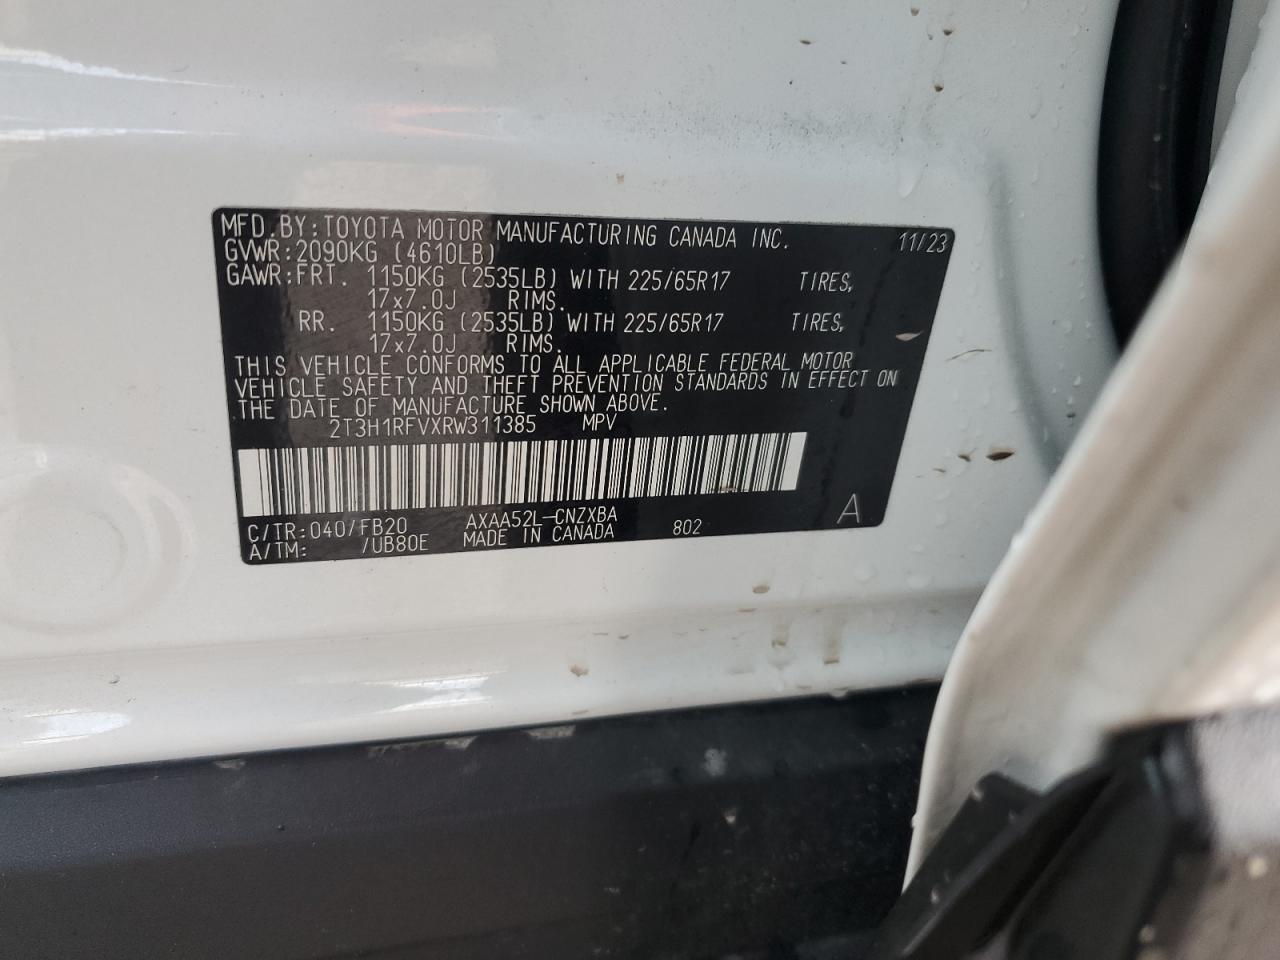 MFD.BY:TOYOTA MOTOR MANUFACTURING CANADA INC. 11/23
GVWR:2090KG (4610LB)
GAWR:FRT. 1150KG (2535LB) WITH 225/65R17 TIRES,
17x7.0J RIMS.
RR. 1150KG (2535LB) WITH 225/65R17 TIRES,
17x7.0J RIMS.
THIS VEHICLE CONFORMS TO ALL APPLICABLE FEDERAL MOTOR
VEHICLE SAFETY AND THEFT PREVENTION STANDARDS IN EFFECT ON
THE DATE OF MANUFACTURE SHOWN ABOVE.
2T3H1RFVXRW311385 MPV
C/TR:040/FB20 AXAA52L-CNZXBA 802 A
A/TM: /UB80E MADE IN CANADA